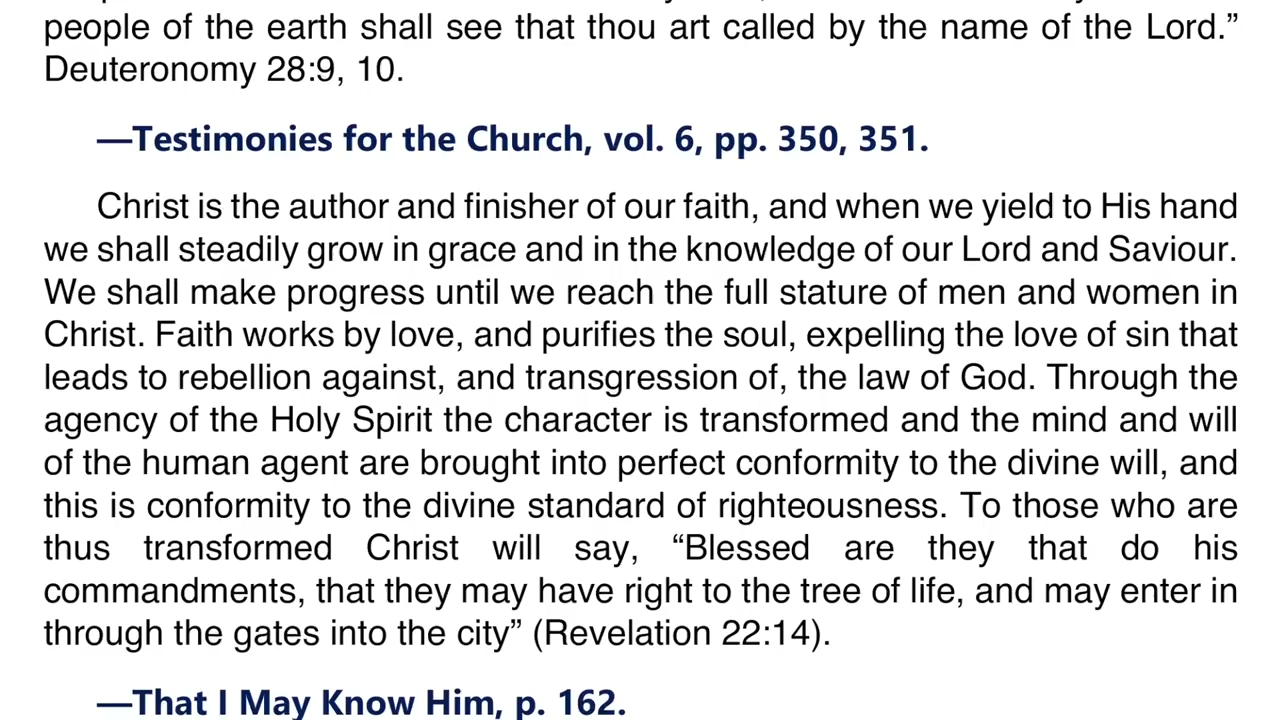 people of the earth shall see that thou art called by the name of the Lord.”
Deuteronomy 28:9, 10.
—Testimonies for the Church, vol. 6, pp. 350, 351.
Christ is the author and finisher of our faith, and when we yield to His hand
we shall steadily grow in grace and in the knowledge of our Lord and Saviour.
We shall make progress until we reach the full stature of men and women in
Christ. Faith works by love, and purifies the soul, expelling the love of sin that
leads to rebellion against, and transgression of, the law of God. Through the
agency of the Holy Spirit the character is transformed and the mind and will
of the human agent are brought into perfect conformity to the divine will, and
this is conformity to the divine standard of righteousness. To those who are
thus transformed Christ will say, “Blessed are they that do his
commandments, that they may have right to the tree of life, and may enter in
through the gates into the city” (Revelation 22:14).
—That I May Know Him, p. 162.